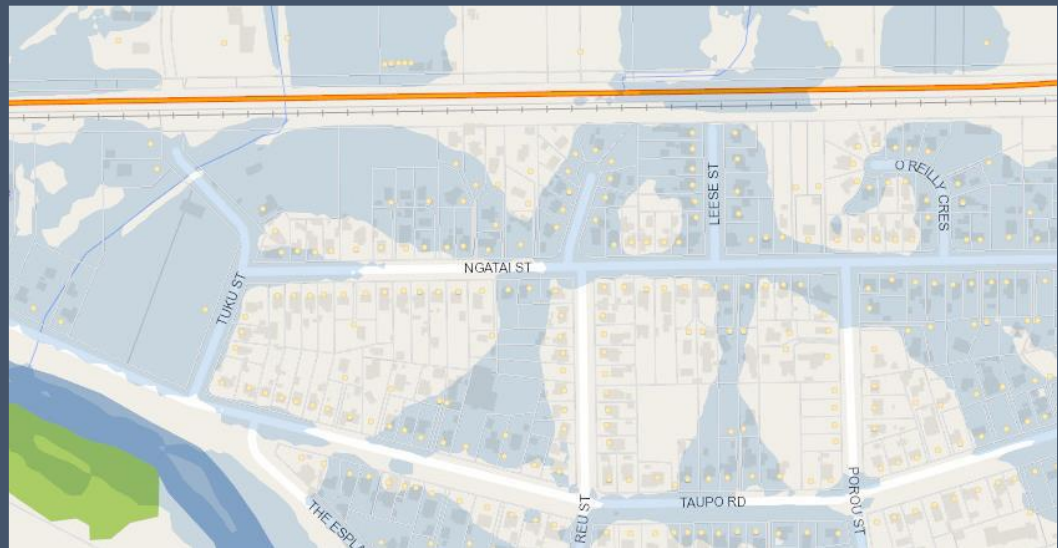 O REILLY CRES
LEESE ST
NGATAI ST
TUKU ST
POROU ST
TAUPO RD
REU ST
THE ESPLA